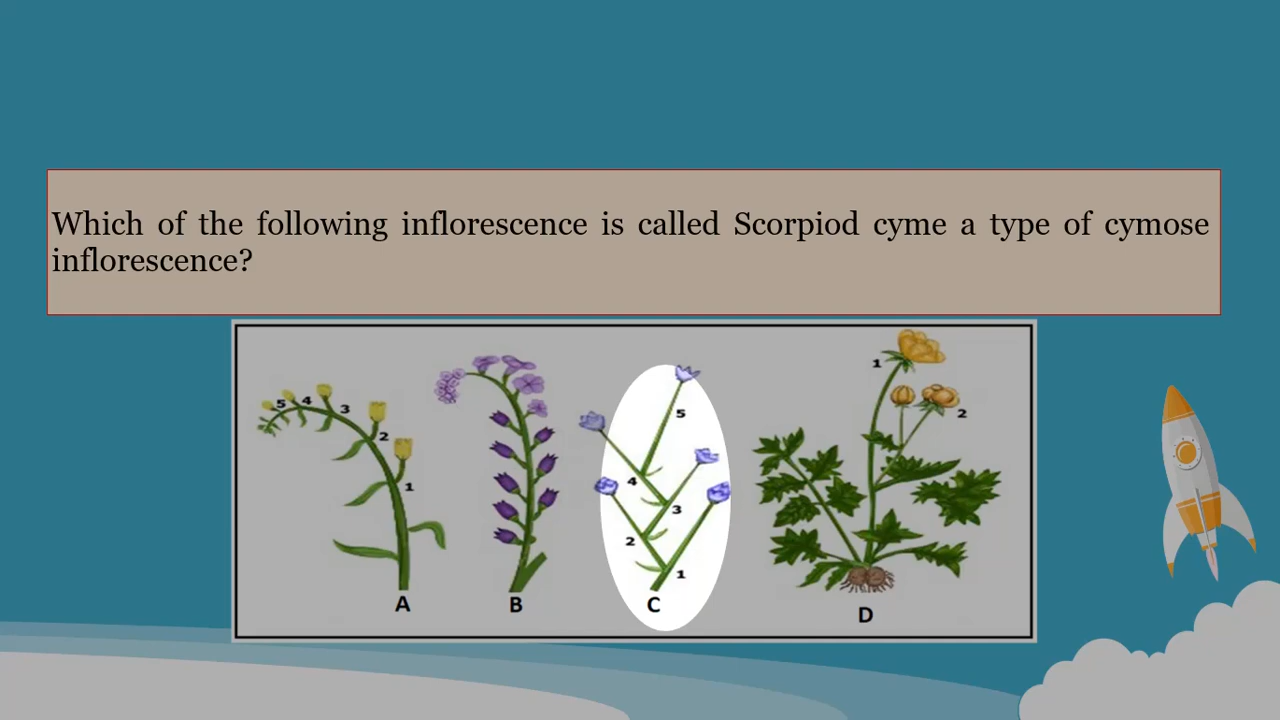 Which of the following inflorescence is called Scorpiod cyme a type of cymose
inflorescence?
5 4 3 2 1
A
B
5 4 3 2 1
C
1 2
D